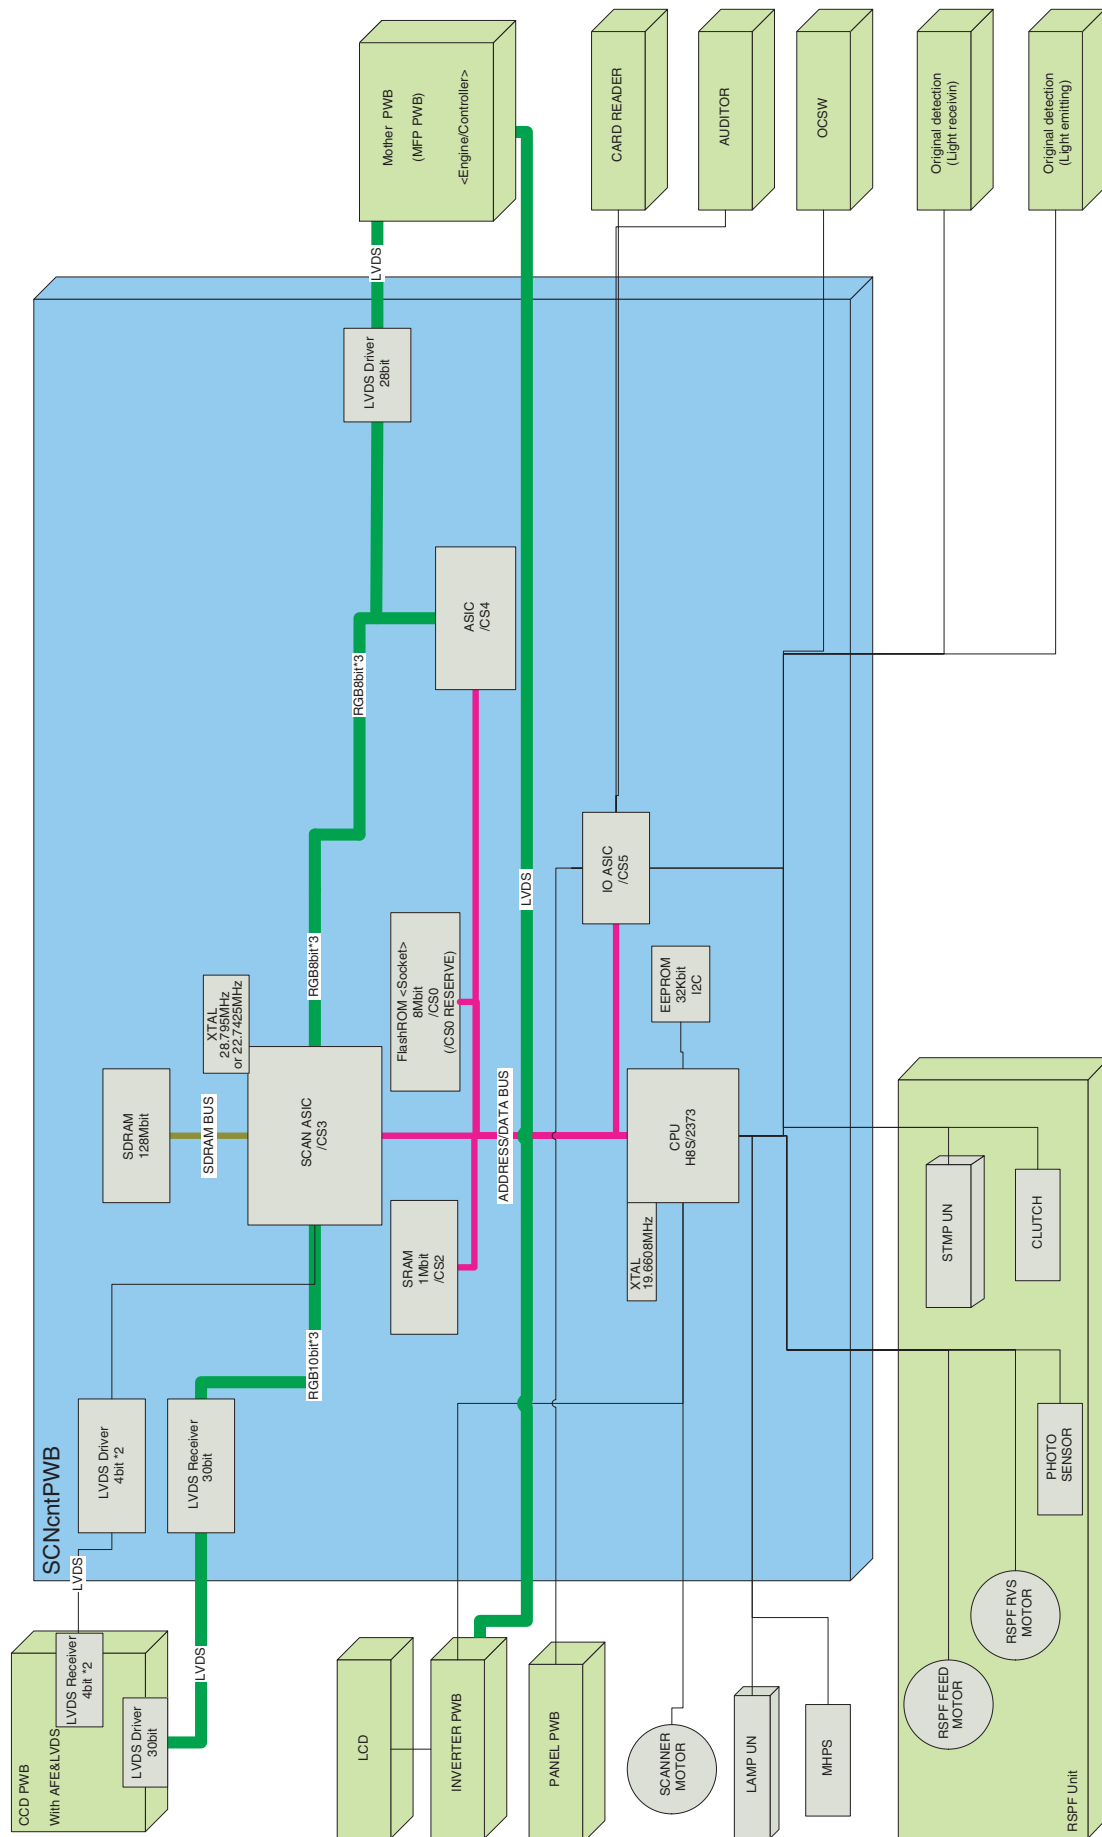 SCNcntPWB
CCD PWB
With AFE&LVDS
LVDS Receiver
4bit *2
LVDS Driver
30bit
LVDS
LVDS
LVDS Driver
4bit *2
LVDS Receiver
30bit
RGB10bit*3
SDRAM
128Mbit
SDRAM BUS
XTAL
28.795MHz
or 22.7425MHz
SCAN ASIC
/CS3
RGB8bit*3
RGB8bit*3
LVDS Driver
28bit
LVDS
Mother PWB
(MFP PWB)
<Engine/Controller>
SRAM
1Mbit
/CS2
FlashROM <Socket>
8Mbit
/CS0
(/CS0 RESERVE)
ASIC
/CS4
ADDRESS/DATA BUS
LVDS
LCD
INVERTER PWB
PANEL PWB
SCANNER
MOTOR
LAMP UN
MHPS
XTAL
19.6608MHz
CPU
H8S/2373
EEPROM
32Kbit
I2C
IO ASIC
/CS5
CARD READER
AUDITOR
OCSW
Original detection
(Light receivin
Original detection
(Light emitting)
RSPF Unit
RSPF FEED
MOTOR
RSPF RVS
MOTOR
PHOTO
SENSOR
STMP UN
CLUTCH